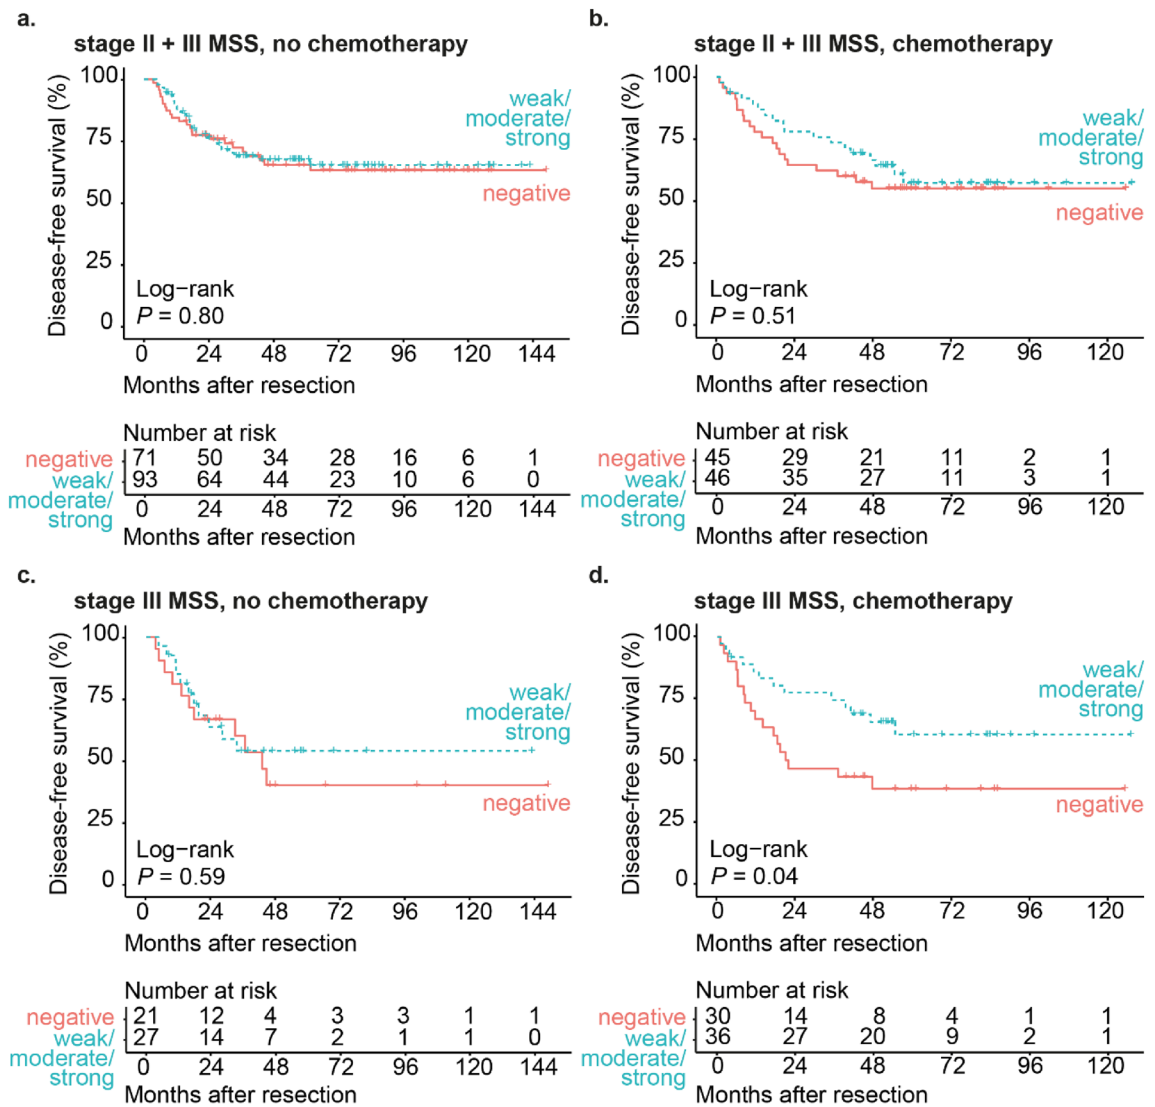 a.
stage II + III MSS, no chemotherapy
Disease-free survival (%)
100
75
50
25
0
weak/
moderate/
strong
negative
Log−rank
P = 0.80
0 24 48 72 96 120 144
Months after resection
Number at risk
negative 71 50 34 28 16 6 1
weak/ 93 64 44 23 10 6 0
moderate/
strong
0 24 48 72 96 120 144
Months after resection
b.
stage II + III MSS, chemotherapy
Disease-free survival (%)
100
75
50
25
0
weak/
moderate/
strong
negative
Log−rank
P = 0.51
0 24 48 72 96 120
Months after resection
Number at risk
negative 45 29 21 11 2 1
weak/ 46 35 27 11 3 1
moderate/
strong
0 24 48 72 96 120
Months after resection
c.
stage III MSS, no chemotherapy
Disease-free survival (%)
100
75
50
25
0
weak/
moderate/
strong
negative
Log−rank
P = 0.59
0 24 48 72 96 120 144
Months after resection
Number at risk
negative 21 12 4 3 3 1 1
weak/ 27 14 7 2 1 1 0
moderate/
strong
0 24 48 72 96 120 144
Months after resection
d.
stage III MSS, chemotherapy
Disease-free survival (%)
100
75
50
25
0
weak/
moderate/
strong
negative
Log−rank
P = 0.04
0 24 48 72 96 120
Months after resection
Number at risk
negative 30 14 8 4 1 1
weak/ 36 27 20 9 2 1
moderate/
strong
0 24 48 72 96 120
Months after resection